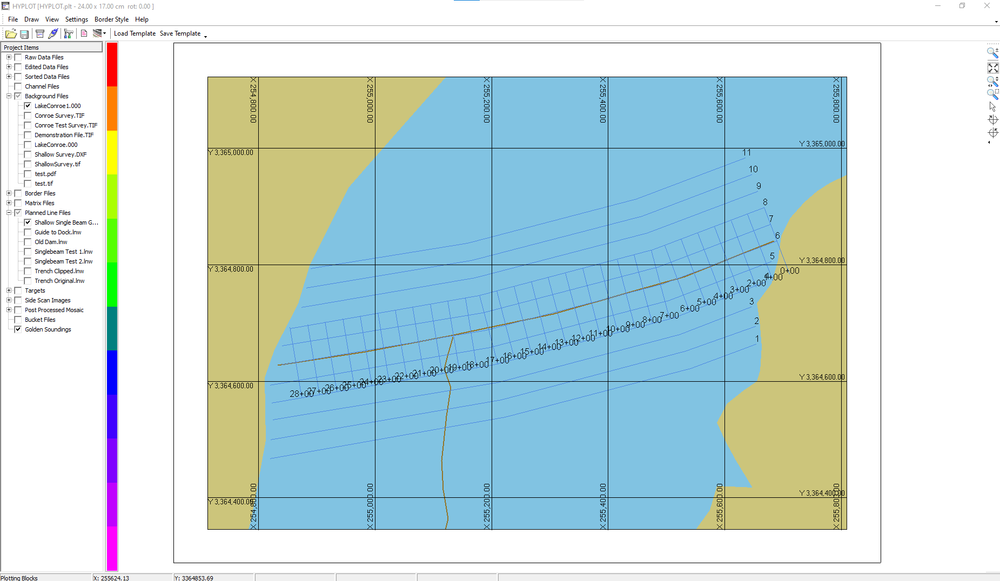 HYPLOT [HYPLOT.plt - 24.00 x 17.00 cm  rot: 0.00 ]
File Draw View Settings Border Style Help
Load Template Save Template
Project Items
Raw Data Files
Edited Data Files
Sorted Data Files
Channel Files
Background Files
LakeConroe1.000
Conroe Survey.TIF
Conroe Test Survey.TIF
Demonstration File.TIF
LakeConroe.000
Shallow Survey.DXF
ShallowSurvey.tif
test.pdf
test.tif
Border Files
Matrix Files
Planned Line Files
Shallow Single Beam G...
Guide to Dock.lnw
Old Dam.lnw
Singlebeam Test 1.lnw
Singlebeam Test 2.lnw
Trench Clipped.lnw
Trench Original.lnw
Targets
Side Scan Images
Post Processed Mosaic
Bucket Files
Golden Soundings
X 254,800.00
X 255,000.00
X 255,200.00
X 255,400.00
X 255,600.00
X 255,800.00
Y 3,365,000.00
Y 3,365,000.00
11
10
9
8
7
6
5
Y 3,364,800.00
Y 3,364,800.00
4
3
2
1
0+00
1+00
2+00
3+00
4+00
5+00
6+00
7+00
8+00
9+00
10+00
11+00
12+00
13+00
14+00
15+00
16+00
17+00
18+00
19+00
20+00
21+00
22+00
23+00
24+00
25+00
26+00
27+00
28+00
Y 3,364,600.00
Y 3,364,600.00
Y 3,364,400.00
Y 3,364,400.00
X 254,800.00
X 255,000.00
X 255,200.00
X 255,400.00
X 255,600.00
X 255,800.00
Plotting Blocks X: 255624.13 Y: 3364853.69